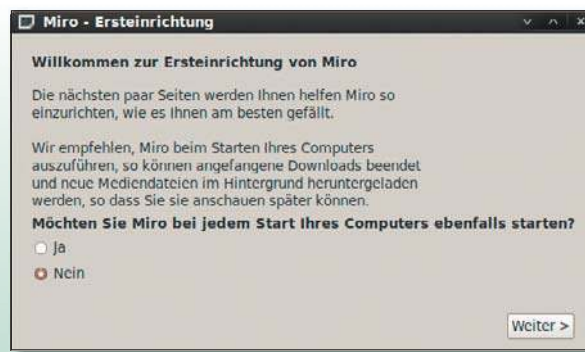 Miro - Ersteinrichtung
Willkommen zur Ersteinrichtung von Miro
Die nächsten paar Seiten werden Ihnen helfen Miro so
einzurichten, wie es Ihnen am besten gefällt.
Wir empfehlen, Miro beim Starten Ihres Computers
auszuführen, so können angefangene Downloads beendet
und neue Mediendateien im Hintergrund heruntergeladen
werden, so dass Sie sie anschauen später können.
Möchten Sie Miro bei jedem Start Ihres Computers ebenfalls starten?
Ja
Nein
Weiter >